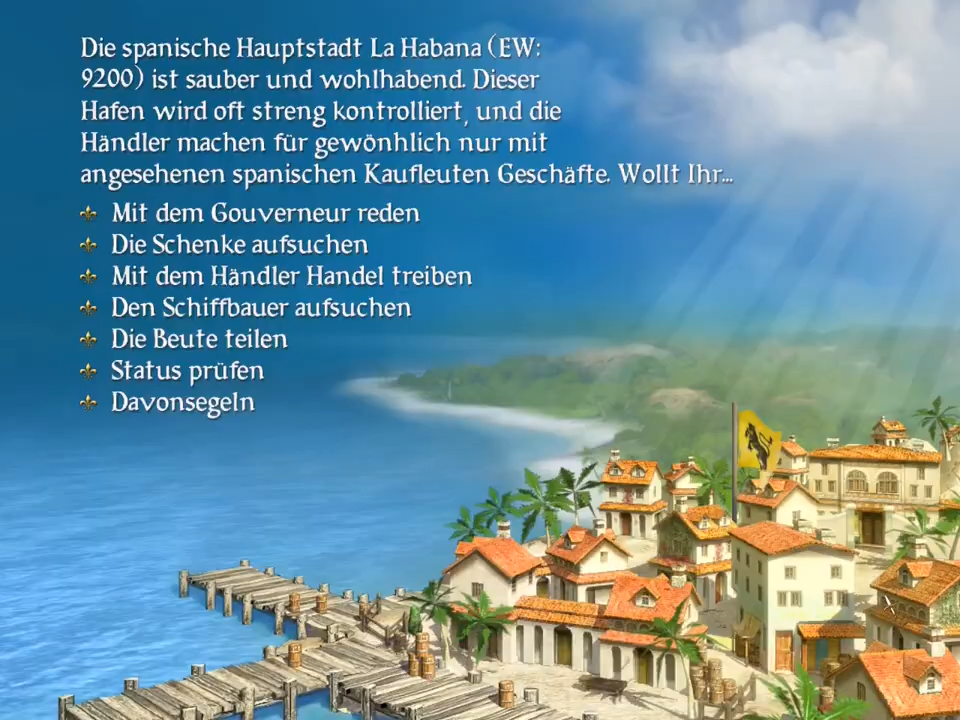 Die spanische Hauptstadt La Habana (EW:
9200) ist sauber und wohlhabend. Dieser
Hafen wird oft streng kontrolliert, und die
Händler machen für gewönhlich nur mit
angesehenen spanischen Kaufleuten Geschäfte. Wollt Ihr...
Mit dem Gouverneur reden
Die Schenke aufsuchen
Mit dem Händler Handel treiben
Den Schiffbauer aufsuchen
Die Beute teilen
Status prüfen
Davonsegeln